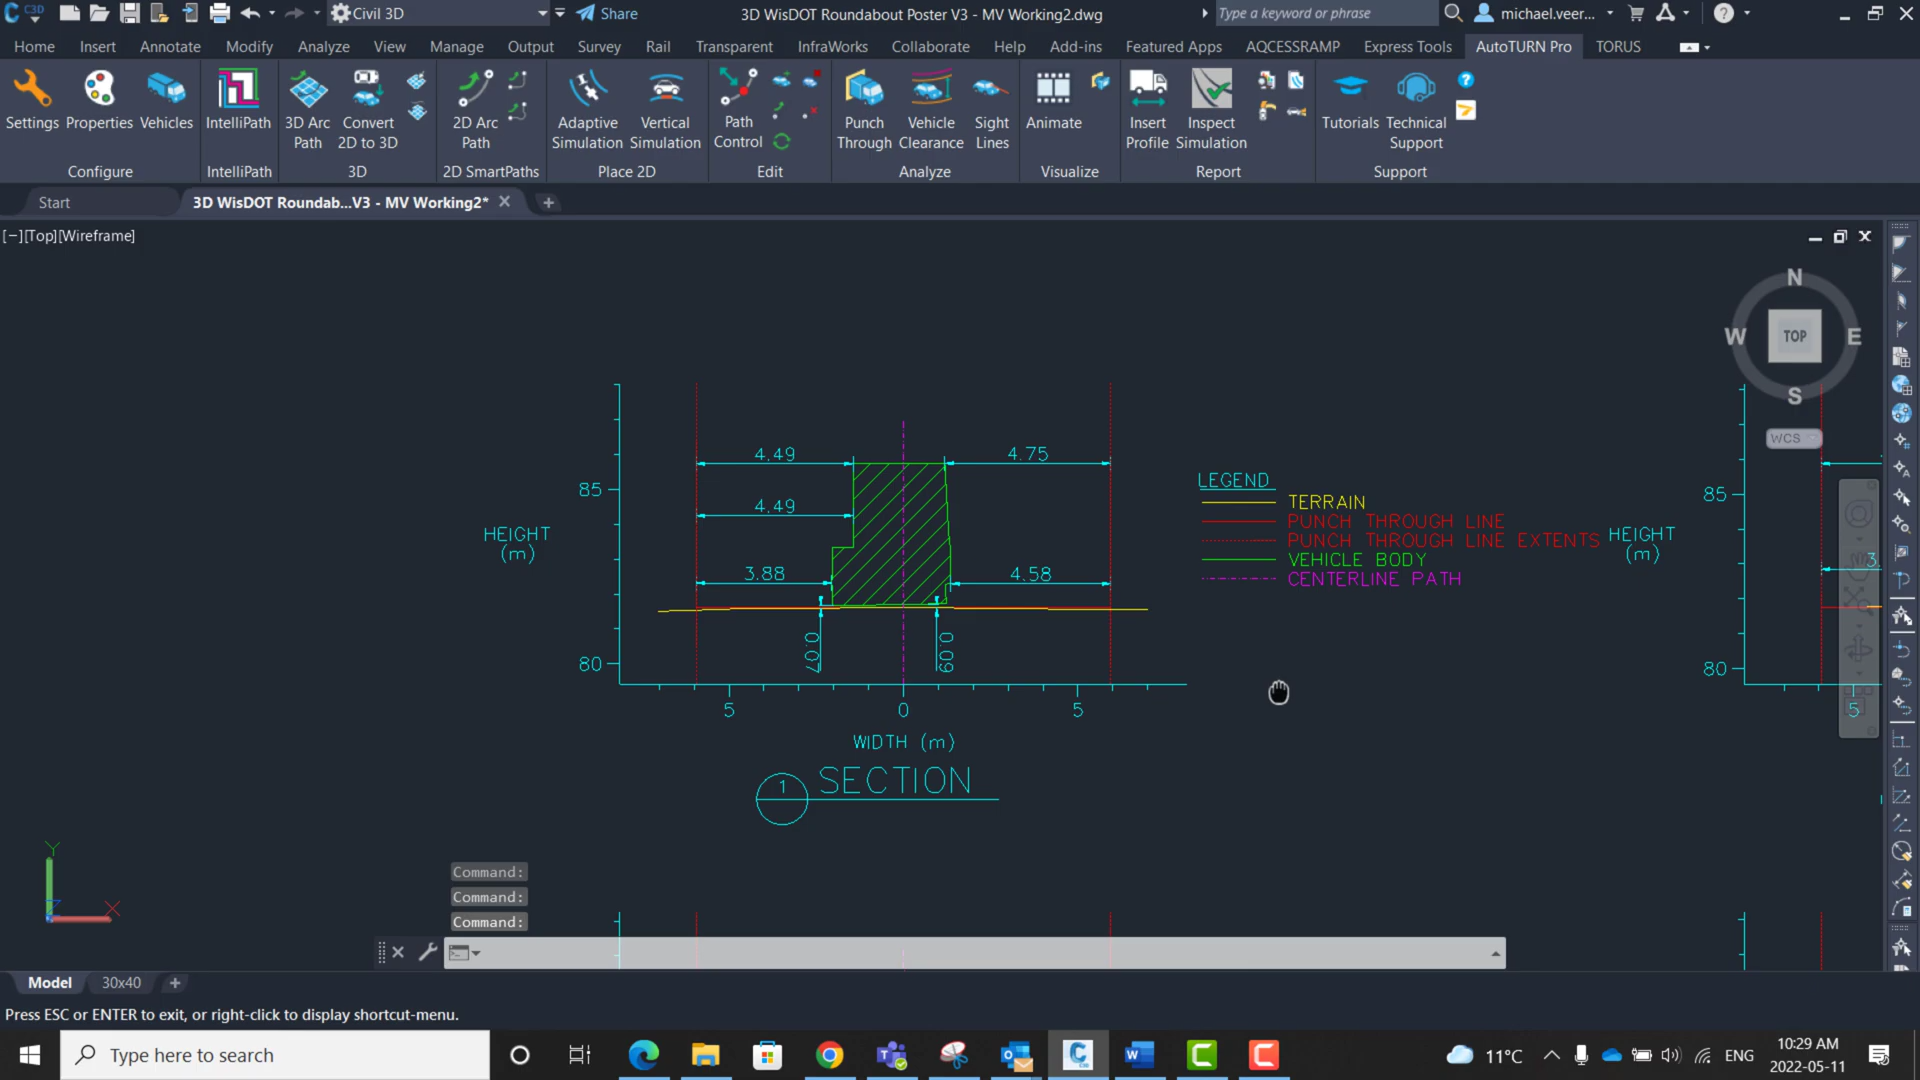 C3D
Civil 3D
Share
3D WisDOT Roundabout Poster V3 - MV Working2.dwg
Type a keyword or phrase
michael.veer...
Home Insert Annotate Modify Analyze View Manage Output Survey Rail Transparent InfraWorks Collaborate Help Add-ins Featured Apps AQCESSRAMP Express Tools AutoTURN Pro TORUS
Settings Properties Vehicles IntelliPath 3D Arc Path Convert 2D to 3D 2D Arc Path Adaptive Simulation Vertical Simulation Path Control Punch Through Vehicle Clearance Sight Lines Animate Insert Profile Inspect Simulation Tutorials Technical Support
Configure IntelliPath 3D 2D SmartPaths Place 2D Edit Analyze Visualize Report Support
Start 3D WisDOT Roundab...V3 - MV Working2*
[−][Top][Wireframe]
N
W TOP E
S
WCS
4.49 4.75
85
4.49
HEIGHT
(m)
3.88 4.58
0.07 0.09
80
5 0 5
WIDTH (m)
1 SECTION
LEGEND
TERRAIN
PUNCH THROUGH LINE
PUNCH THROUGH LINE EXTENTS
VEHICLE BODY
CENTERLINE PATH
85
HEIGHT
(m)
3.
80
5
Y
X
Z
Command:
Command:
Command:
Model 30x40
Press ESC or ENTER to exit, or right-click to display shortcut-menu.
Type here to search
11°C
ENG
10:29 AM
2022-05-11